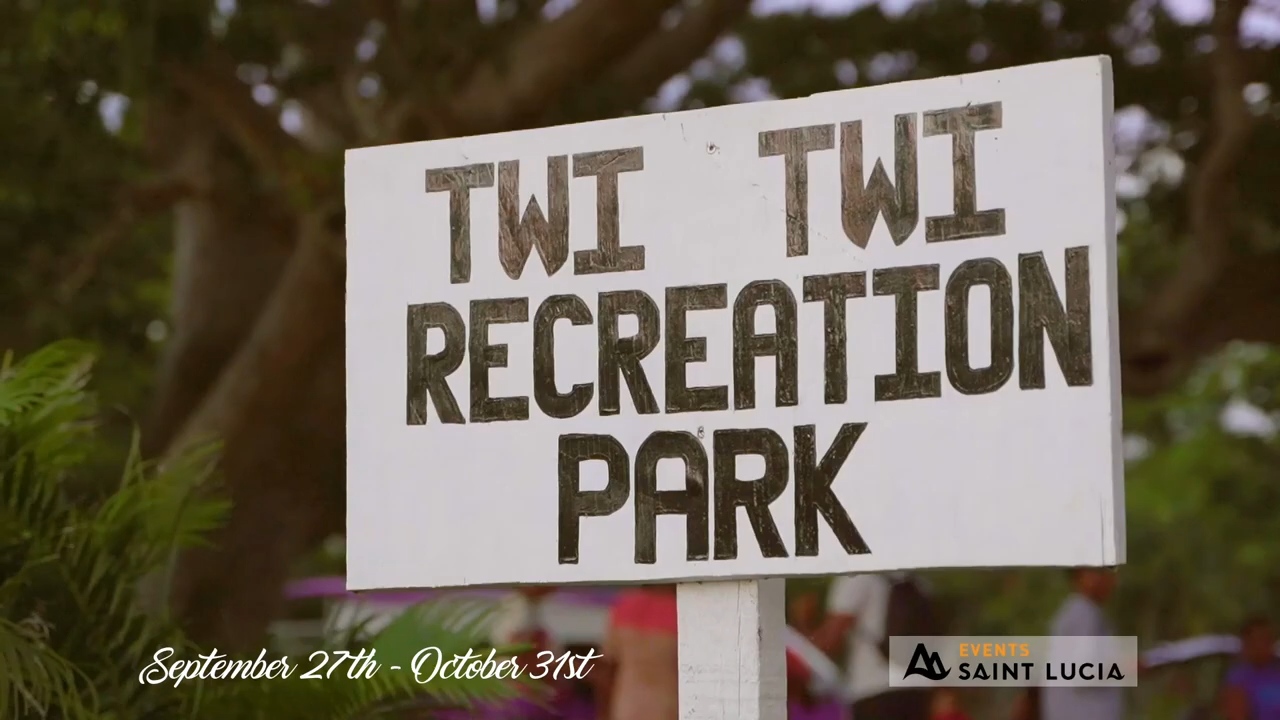 TWI TWI
RECREATION
PARK
September 27th - October 31st
EVENTS
SAINT LUCIA